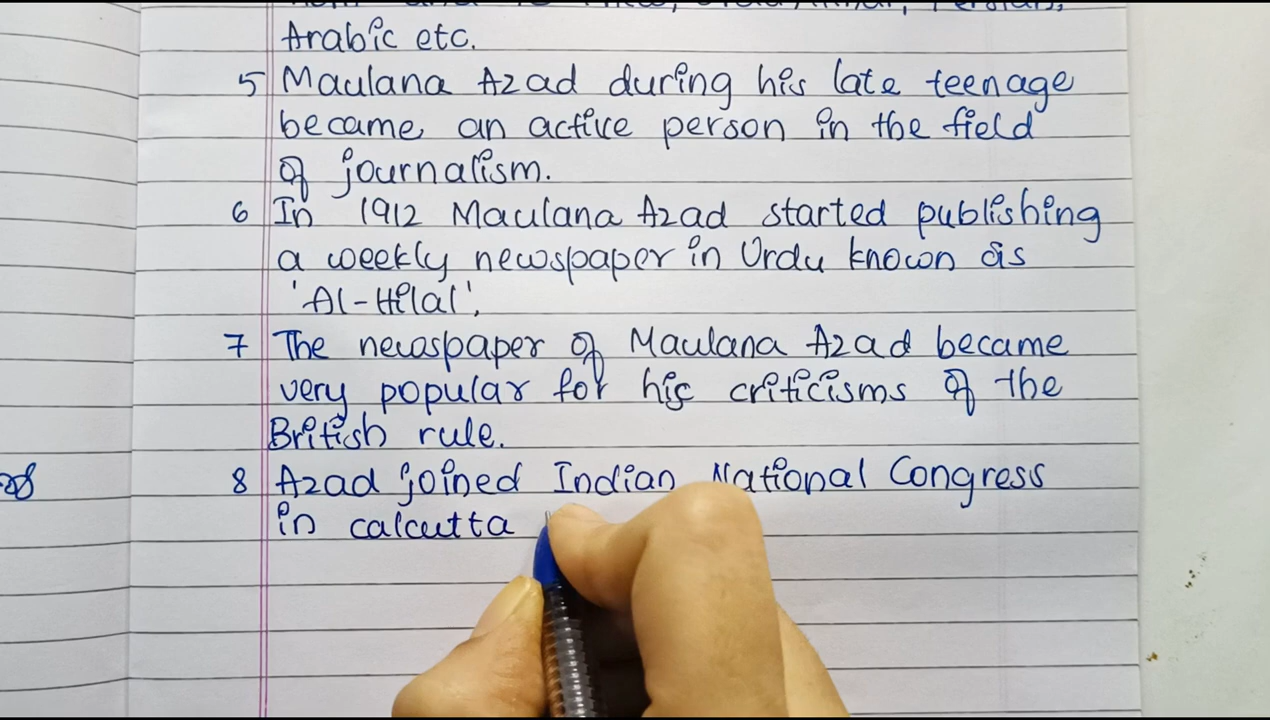 Arabic etc.
5 Maulana Azad during his late teenage
became an active person in the field
of journalism.
6 In 1912 Maulana Azad started publishing
a weekly newspaper in Urdu known as
'Al-Hilal',
7 The newspaper of Maulana Azad became
very popular for his criticisms of the
British rule.
8 Azad joined Indian National Congress
in calcutta